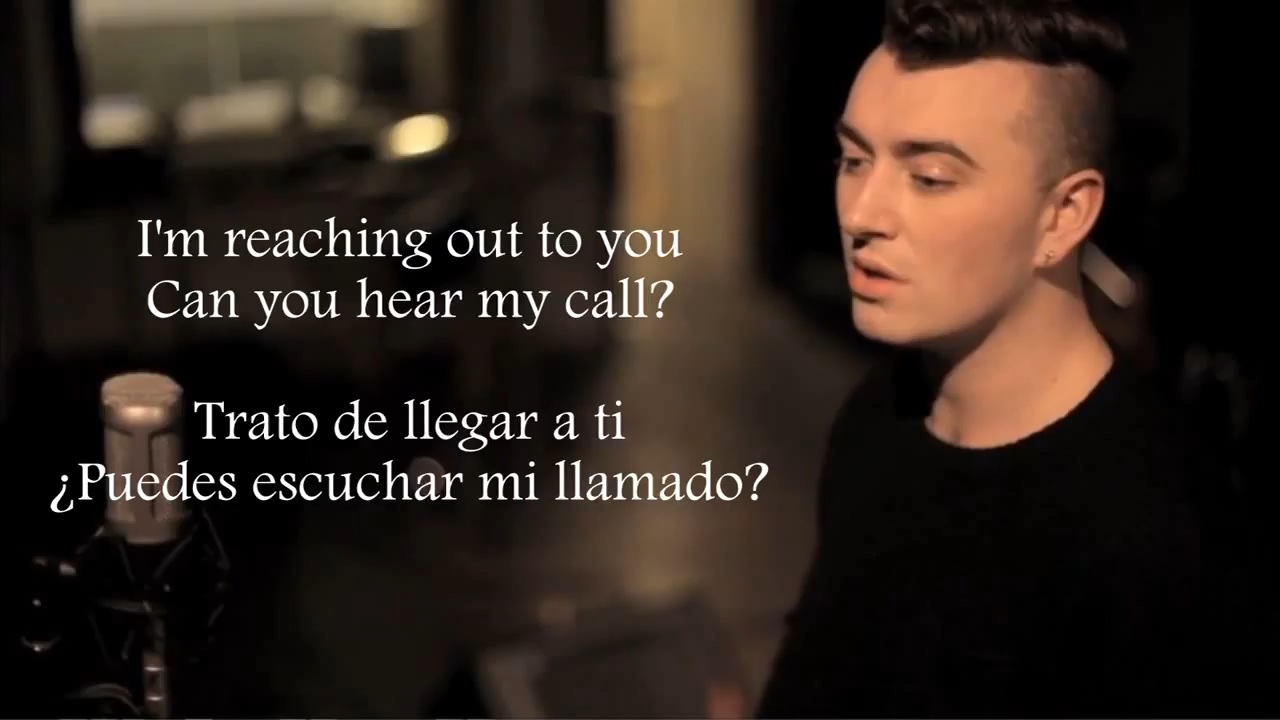 I'm reaching out to you
Can you hear my call?
Trato de llegar a ti
¿Puedes escuchar mi llamado?